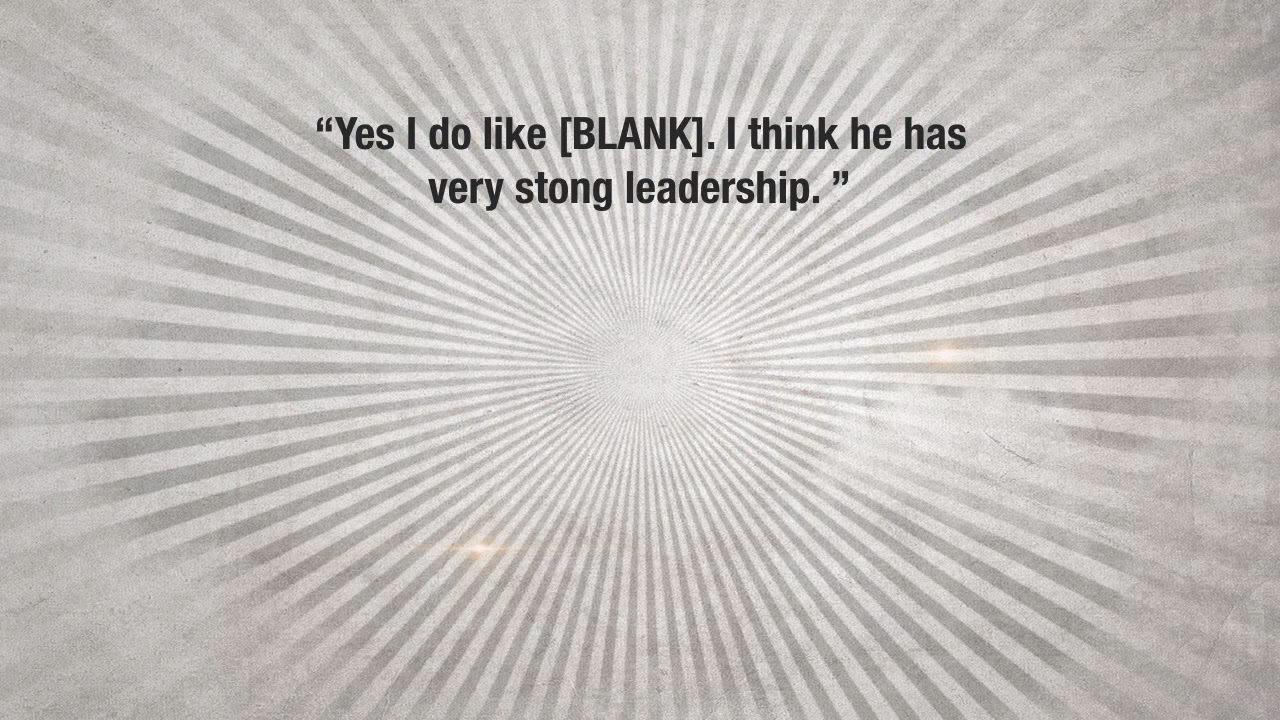 “Yes I do like [BLANK]. I think he has
very stong leadership. ”